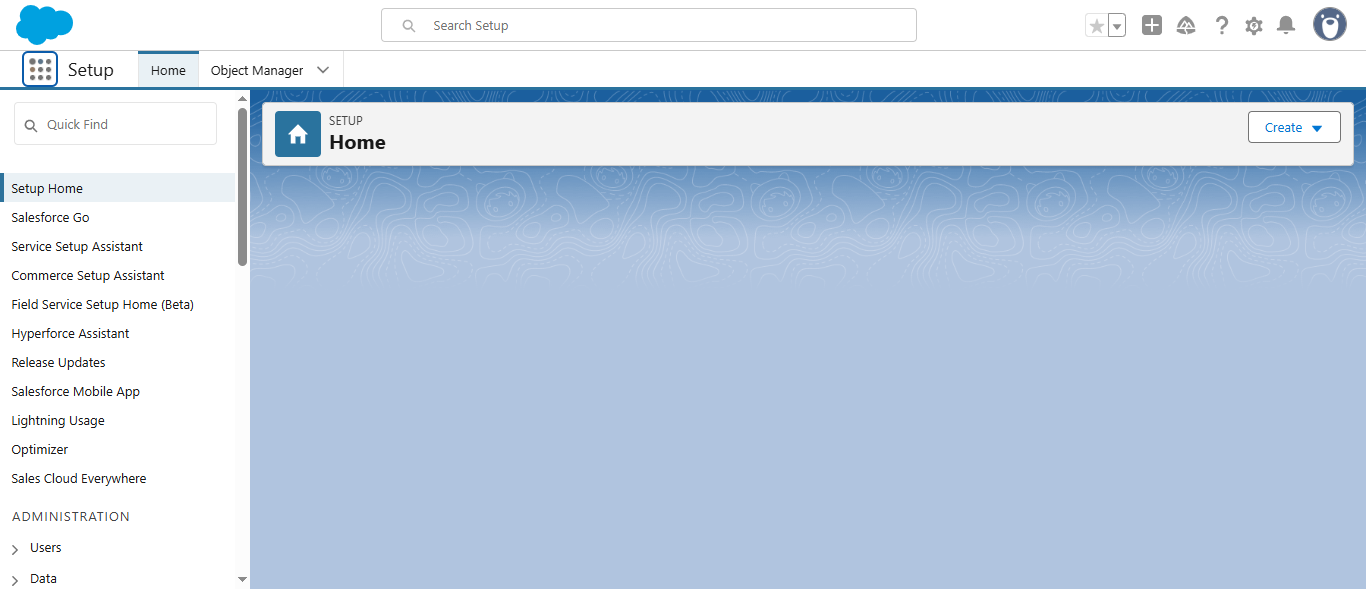 Search Setup
Setup
Home
Object Manager
Quick Find
Setup Home
Salesforce Go
Service Setup Assistant
Commerce Setup Assistant
Field Service Setup Home (Beta)
Hyperforce Assistant
Release Updates
Salesforce Mobile App
Lightning Usage
Optimizer
Sales Cloud Everywhere
ADMINISTRATION
Users
Data
SETUP
Home
Create